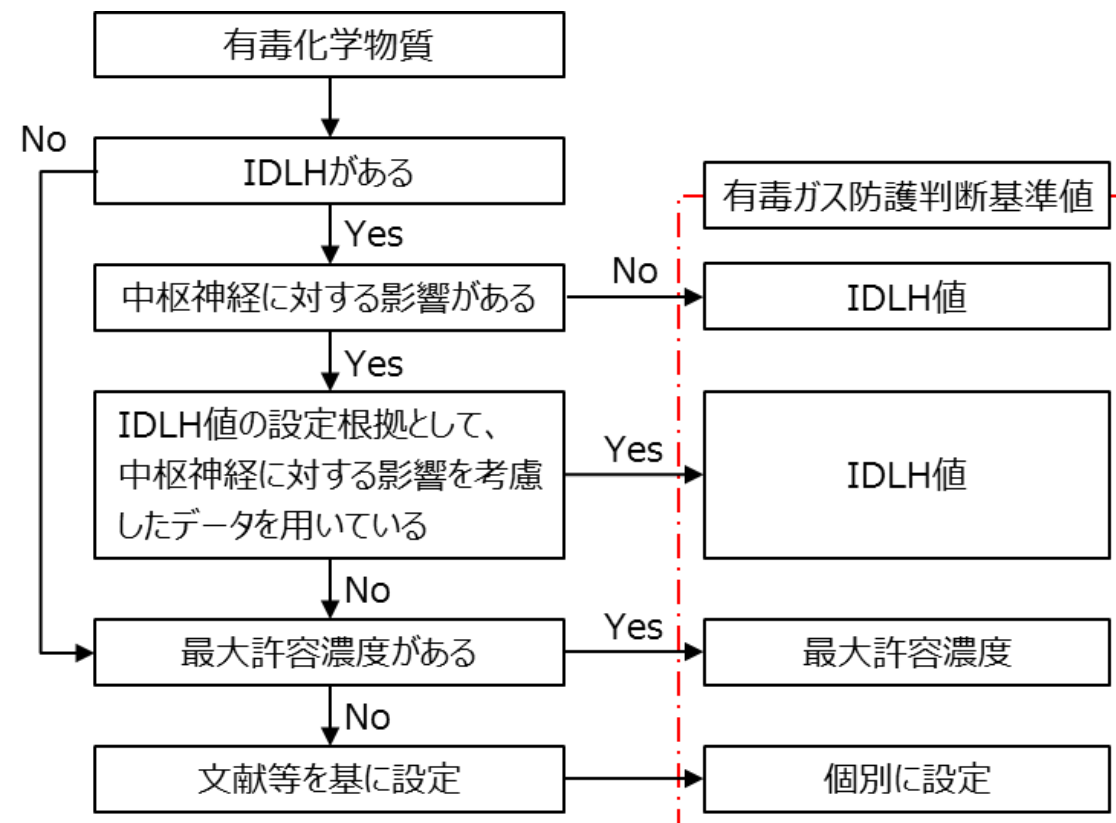 有毒化学物質
No
IDLHがある
有毒ガス防護判断基準値
Yes
中枢神経に対する影響がある
No
IDLH値
Yes
IDLH値の設定根拠として、
中枢神経に対する影響を考慮
したデータを用いている
Yes
IDLH値
No
最大許容濃度がある
Yes
最大許容濃度
No
文献等を基に設定
個別に設定